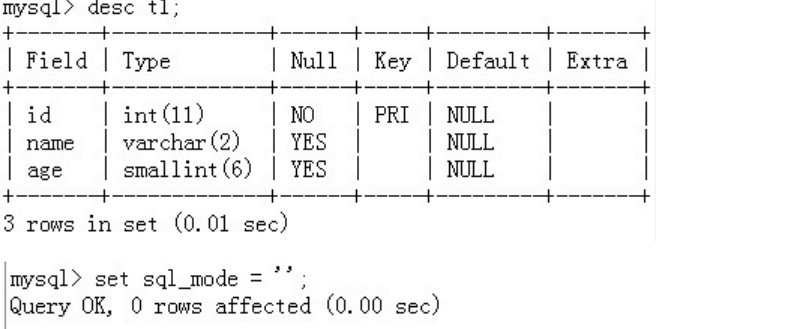 mysql> desc t1;
+-------+-------------+------+-----+---------+-------+
| Field | Type | Null | Key | Default | Extra |
+-------+-------------+------+-----+---------+-------+
| id | int(11) | NO | PRI | NULL | |
| name | varchar(2) | YES | | NULL | |
| age | smallint(6) | YES | | NULL | |
+-------+-------------+------+-----+---------+-------+
3 rows in set (0.01 sec)
mysql> set sql_mode = '';
Query OK, 0 rows affected (0.00 sec)